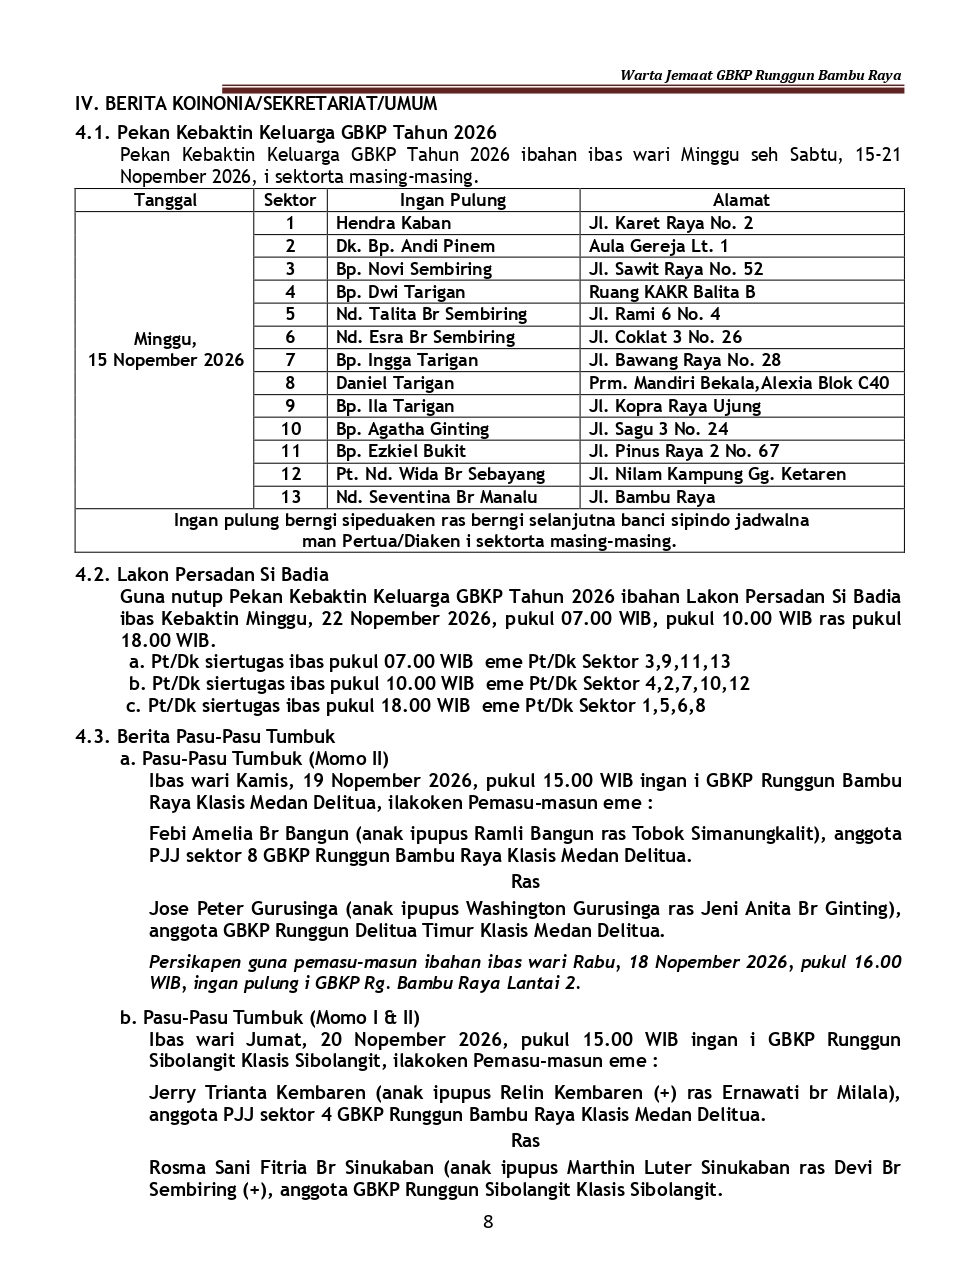 Warta Jemaat GBKP Runggun Bambu Raya
IV. BERITA KOINONIA/SEKRETARIAT/UMUM
4.1. Pekan Kebaktin Keluarga GBKP Tahun 2026
Pekan Kebaktin Keluarga GBKP Tahun 2026 ibahan ibas wari Minggu seh Sabtu, 15-21
Nopember 2026, i sektorta masing-masing.
Tanggal Sektor Ingan Pulung Alamat
1 Hendra Kaban Jl. Karet Raya No. 2
2 Dk. Bp. Andi Pinem Aula Gereja Lt. 1
3 Bp. Novi Sembiring Jl. Sawit Raya No. 52
4 Bp. Dwi Tarigan Ruang KAKR Balita B
5 Nd. Talita Br Sembiring Jl. Rami 6 No. 4
Minggu, 6 Nd. Esra Br Sembiring Jl. Coklat 3 No. 26
15 Nopember 2026 7 Bp. Ingga Tarigan Jl. Bawang Raya No. 28
8 Daniel Tarigan Prm. Mandiri Bekala,Alexia Blok C40
9 Bp. Ila Tarigan Jl. Kopra Raya Ujung
10 Bp. Agatha Ginting Jl. Sagu 3 No. 24
11 Bp. Ezkiel Bukit Jl. Pinus Raya 2 No. 67
12 Pt. Nd. Wida Br Sebayang Jl. Nilam Kampung Gg. Ketaren
13 Nd. Seventina Br Manalu Jl. Bambu Raya
Ingan pulung berngi sipeduaken ras berngi selanjutna banci sipindo jadwalna
man Pertua/Diaken i sektorta masing-masing.
4.2. Lakon Persadan Si Badia
Guna nutup Pekan Kebaktin Keluarga GBKP Tahun 2026 ibahan Lakon Persadan Si Badia
ibas Kebaktin Minggu, 22 Nopember 2026, pukul 07.00 WIB, pukul 10.00 WIB ras pukul
18.00 WIB.
a. Pt/Dk siertugas ibas pukul 07.00 WIB eme Pt/Dk Sektor 3,9,11,13
b. Pt/Dk siertugas ibas pukul 10.00 WIB eme Pt/Dk Sektor 4,2,7,10,12
c. Pt/Dk siertugas ibas pukul 18.00 WIB eme Pt/Dk Sektor 1,5,6,8
4.3. Berita Pasu-Pasu Tumbuk
a. Pasu-Pasu Tumbuk (Momo II)
Ibas wari Kamis, 19 Nopember 2026, pukul 15.00 WIB ingan i GBKP Runggun Bambu
Raya Klasis Medan Delitua, ilakoken Pemasu-masun eme :
Febi Amelia Br Bangun (anak ipupus Ramli Bangun ras Tobok Simanungkalit), anggota
PJJ sektor 8 GBKP Runggun Bambu Raya Klasis Medan Delitua.
Ras
Jose Peter Gurusinga (anak ipupus Washington Gurusinga ras Jeni Anita Br Ginting),
anggota GBKP Runggun Delitua Timur Klasis Medan Delitua.
Persikapen guna pemasu-masun ibahan ibas wari Rabu, 18 Nopember 2026, pukul 16.00
WIB, ingan pulung i GBKP Rg. Bambu Raya Lantai 2.
b. Pasu-Pasu Tumbuk (Momo I & II)
Ibas wari Jumat, 20 Nopember 2026, pukul 15.00 WIB ingan i GBKP Runggun
Sibolangit Klasis Sibolangit, ilakoken Pemasu-masun eme :
Jerry Trianta Kembaren (anak ipupus Relin Kembaren (+) ras Ernawati br Milala),
anggota PJJ sektor 4 GBKP Runggun Bambu Raya Klasis Medan Delitua.
Ras
Rosma Sani Fitria Br Sinukaban (anak ipupus Marthin Luter Sinukaban ras Devi Br
Sembiring (+), anggota GBKP Runggun Sibolangit Klasis Sibolangit.
8